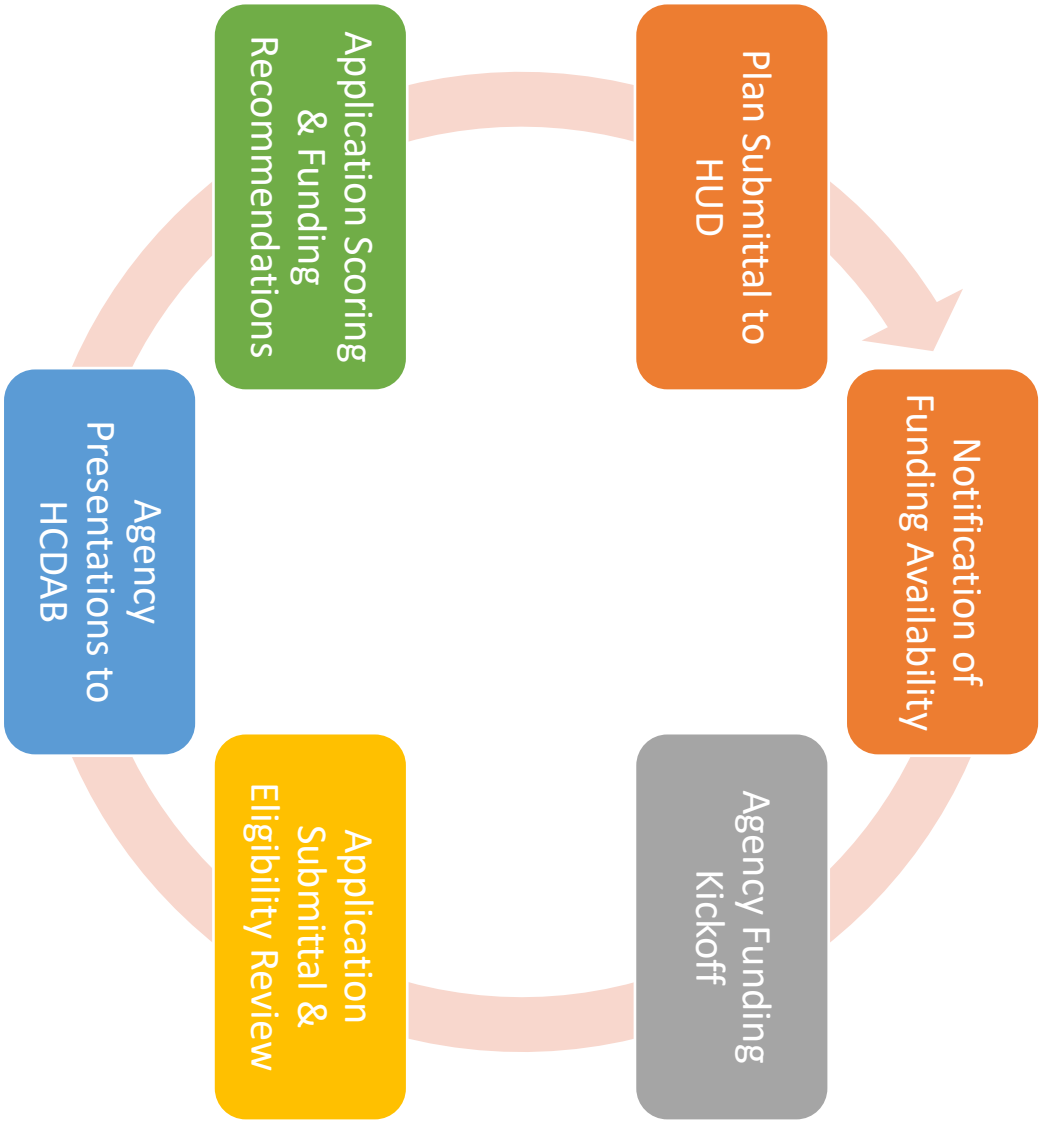 Notification of
Funding Availability
Agency Funding
Kickoff
Application
Submittal &
Eligibility Review
Agency
Presentations to
HCDAB
Application Scoring
& Funding
Recommendations
Plan Submittal to
HUD